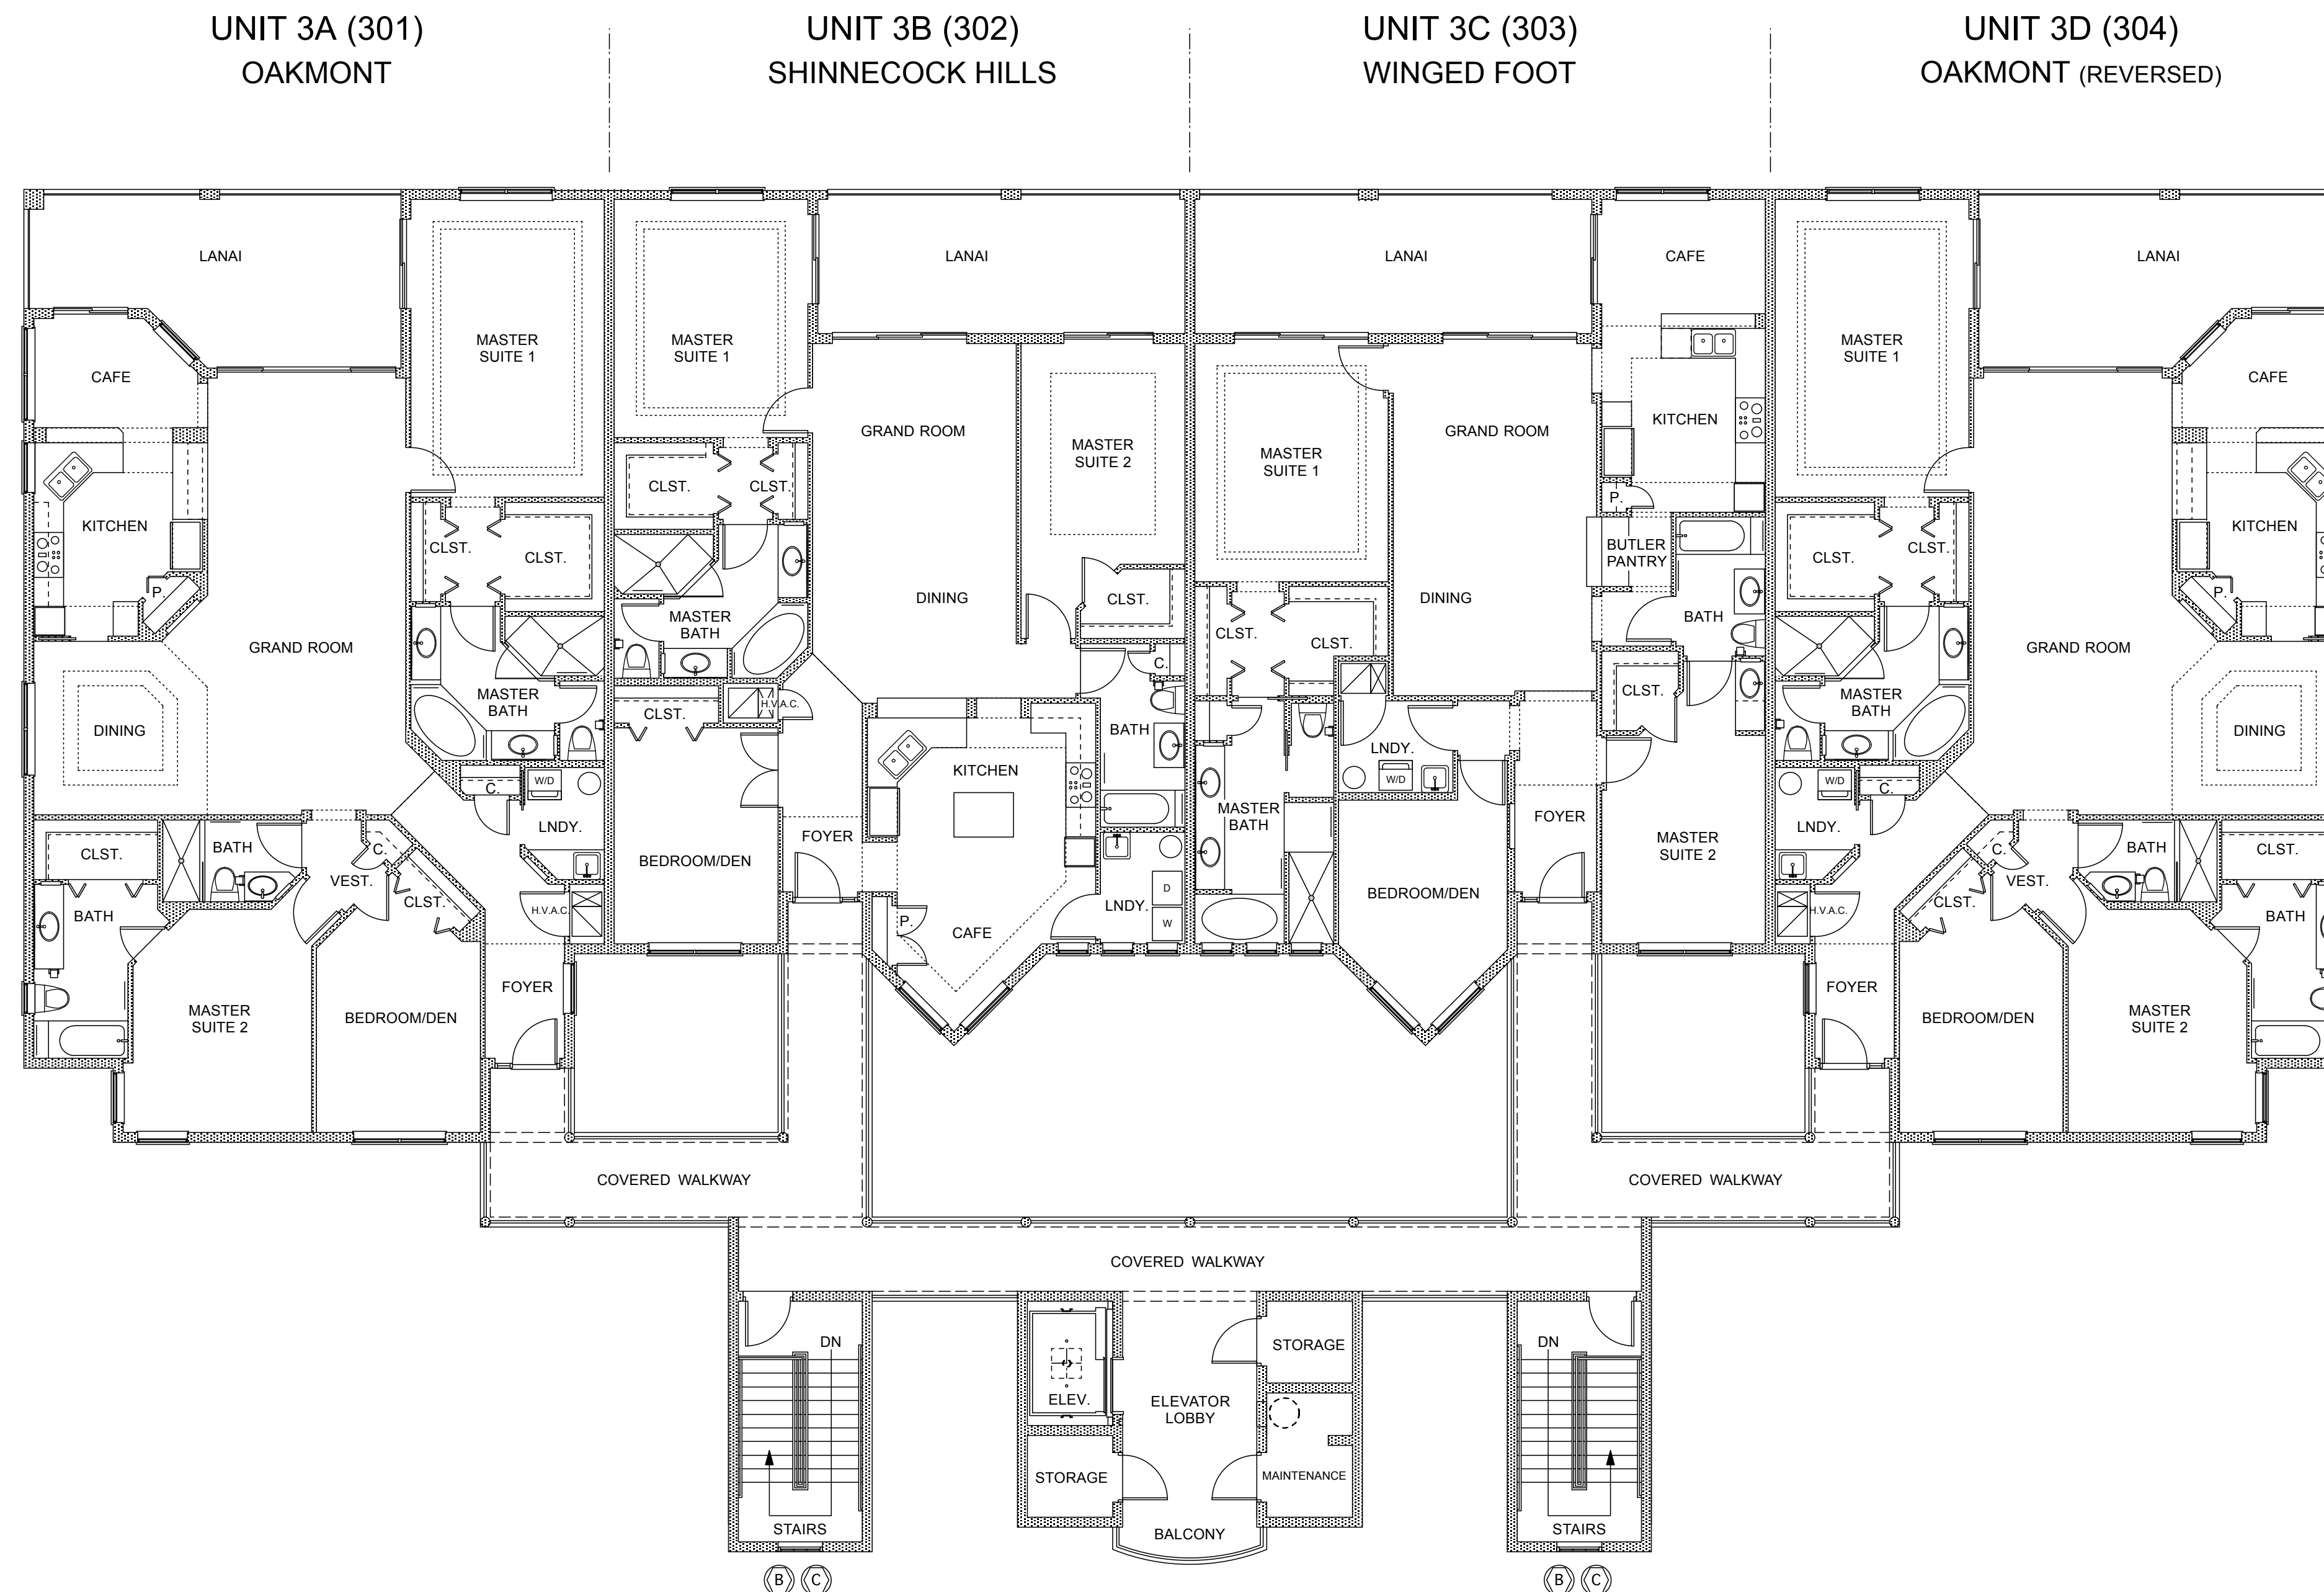 UNIT 3A (301)
OAKMONT
UNIT 3B (302)
SHINNECOCK HILLS
UNIT 3C (303)
WINGED FOOT
UNIT 3D (304)
OAKMONT (REVERSED)
LANAI
MASTER
SUITE 1
CAFE
KITCHEN
P.
CLST.
CLST.
GRAND ROOM
MASTER
BATH
DINING
C.
W/D
LNDY.
CLST.
BATH
C.
VEST.
CLST.
BATH
H.V.A.C.
FOYER
MASTER
SUITE 2
BEDROOM/DEN
MASTER
SUITE 1
LANAI
GRAND ROOM
MASTER
SUITE 2
CLST.
CLST.
DINING
CLST.
MASTER
BATH
C.
H.V.A.C.
CLST.
BATH
KITCHEN
FOYER
BEDROOM/DEN
D
W
LNDY.
P.
CAFE
LANAI
CAFE
KITCHEN
GRAND ROOM
MASTER
SUITE 1
P.
BUTLER
PANTRY
DINING
BATH
CLST.
CLST.
CLST.
LNDY.
W/D
MASTER
BATH
FOYER
MASTER
SUITE 2
BEDROOM/DEN
MASTER
SUITE 1
LANAI
CAFE
KITCHEN
CLST.
CLST.
P.
GRAND ROOM
MASTER
BATH
DINING
W/D
C.
LNDY.
C.
BATH
CLST.
VEST.
CLST.
BATH
H.V.A.C.
FOYER
BEDROOM/DEN
MASTER
SUITE 2
COVERED WALKWAY
COVERED WALKWAY
COVERED WALKWAY
DN
STAIRS
ELEV.
ELEVATOR
LOBBY
STORAGE
STORAGE
MAINTENANCE
BALCONY
DN
STAIRS
B C
B C